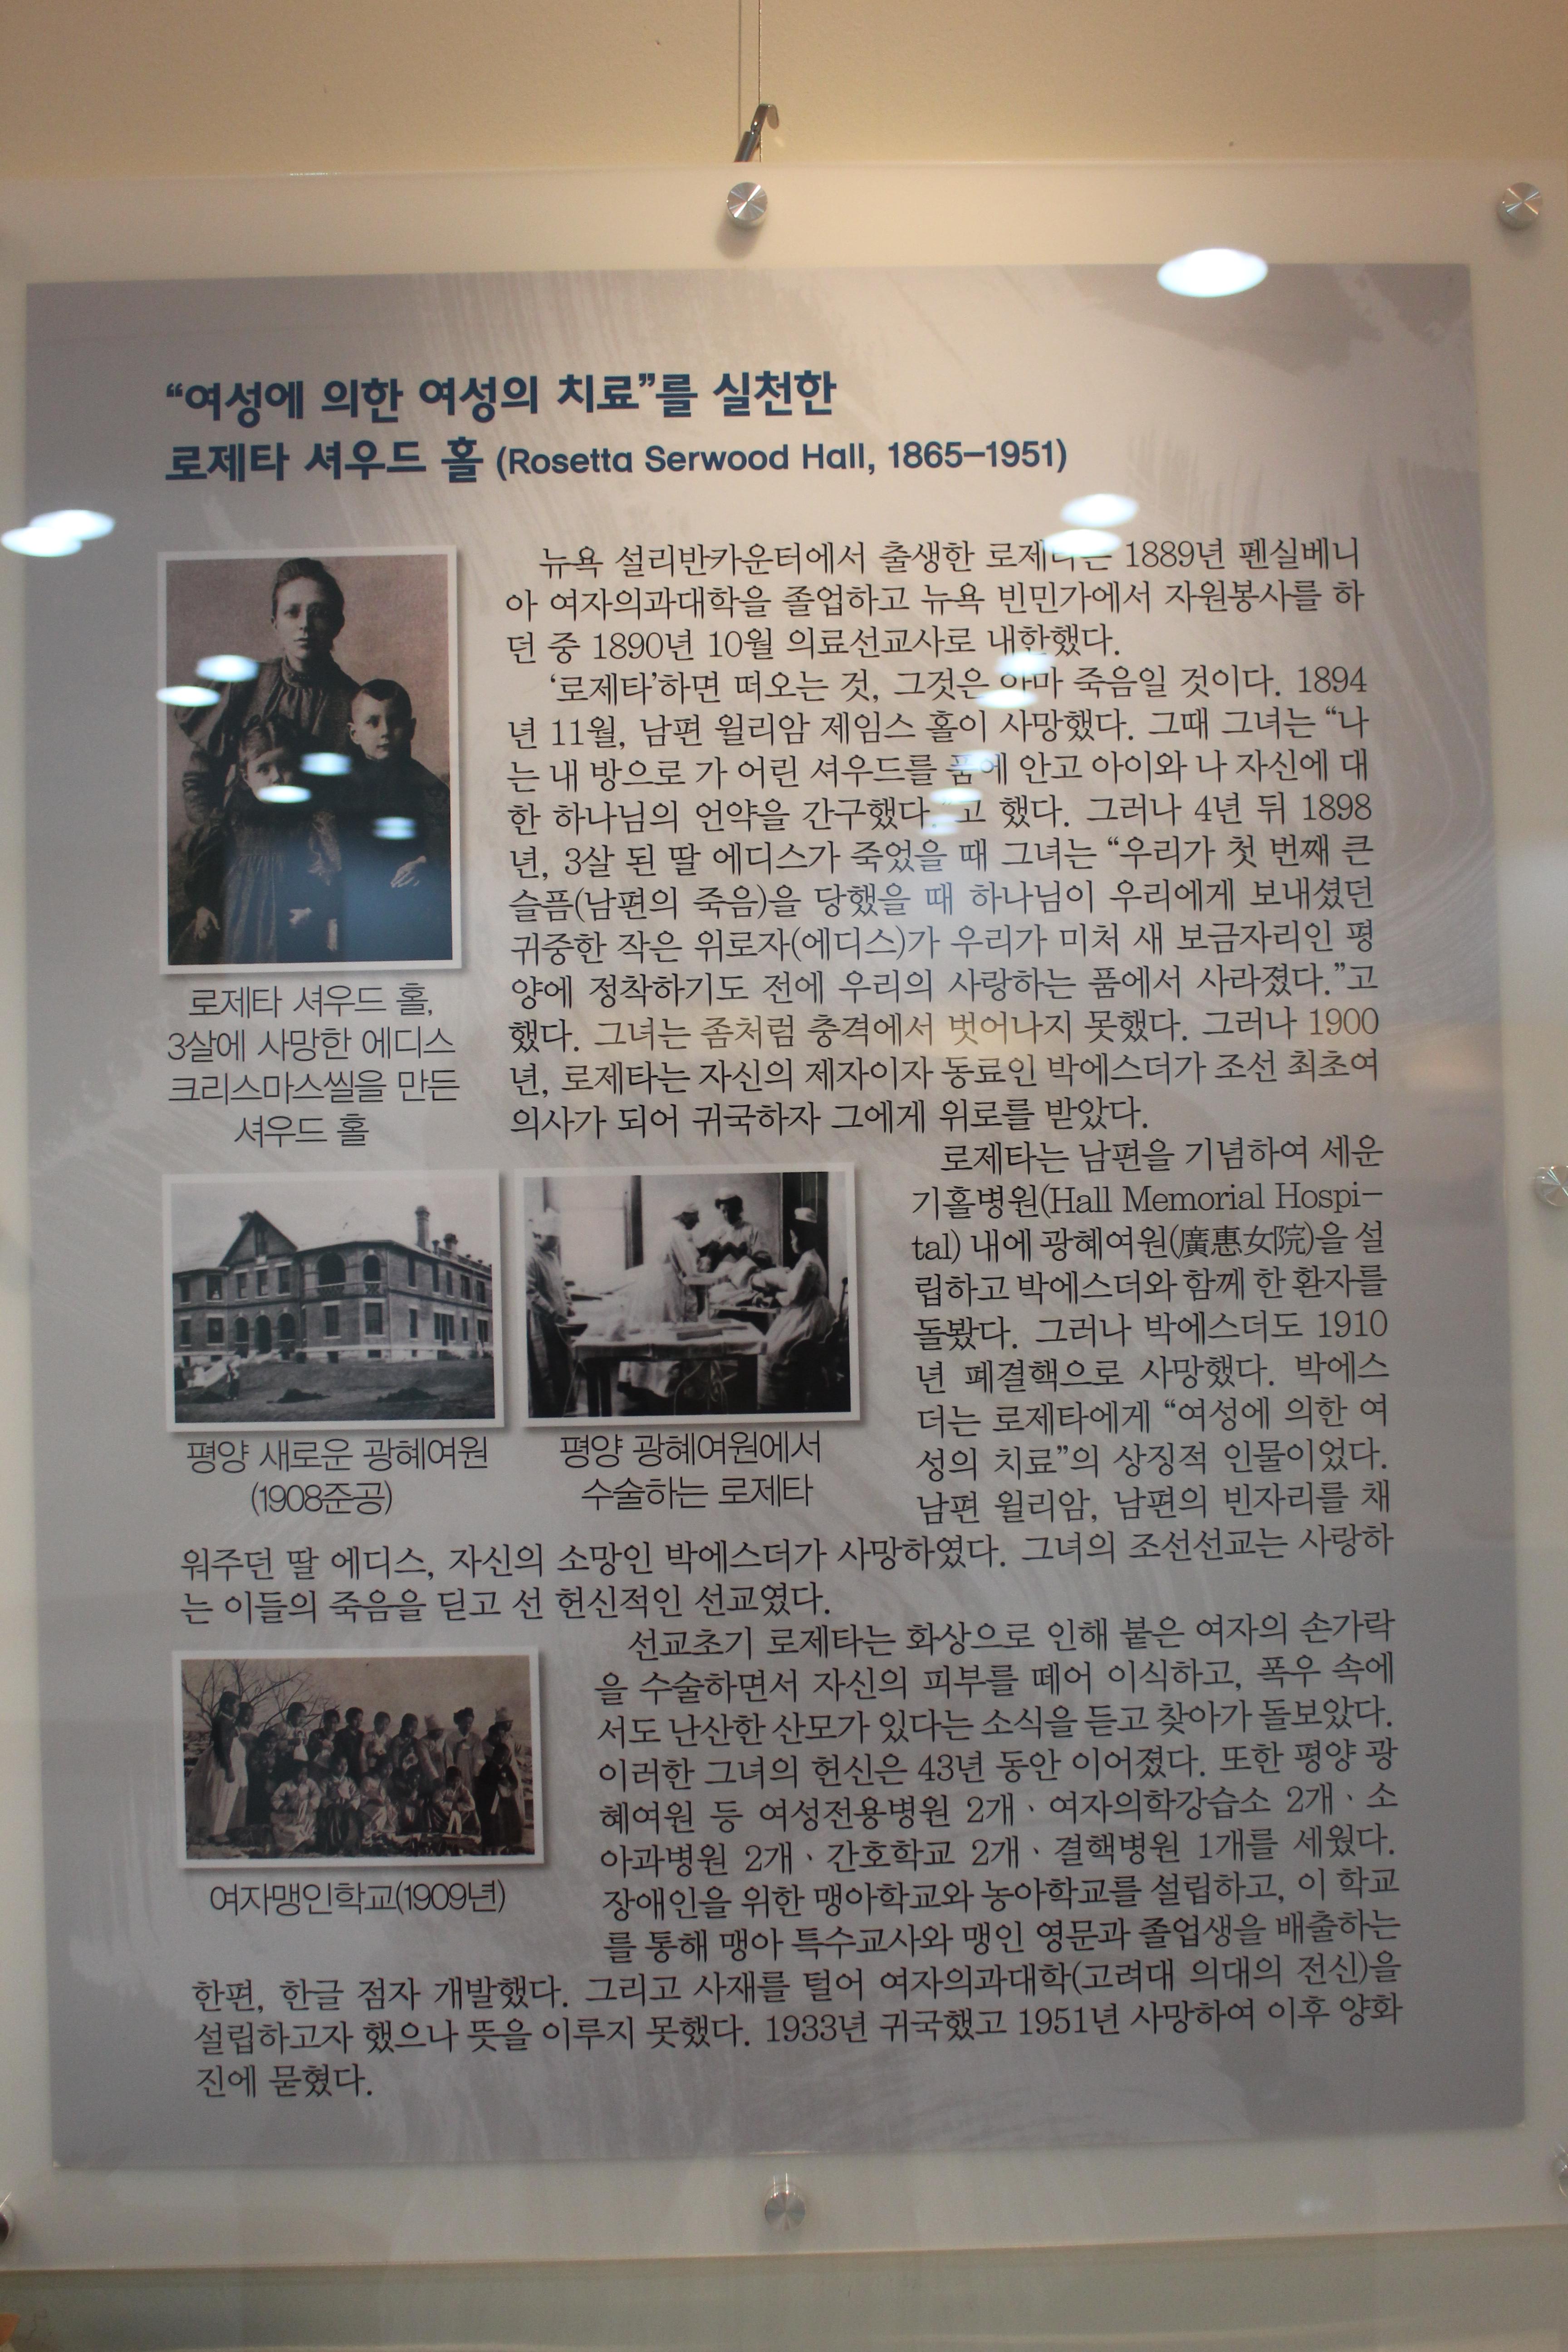 “여성에 의한 여성의 치료”를 실천한
로제타 셔우드 홀 (Rosetta Serwood Hall, 1865–1951)
뉴욕 설리반카운터에서 출생한 로제타는 1889년 펜실베니
아 여자의과대학을 졸업하고 뉴욕 빈민가에서 자원봉사를 하
던 중 1890년 10월 의료선교사로 내한했다.
‘로제타’하면 떠오는 것, 그것은 아마 죽음일 것이다. 1894
년 11월, 남편 윌리암 제임스 홀이 사망했다. 그때 그녀는 “나
는 내 방으로 가 어린 셔우드를 품에 안고 아이와 나 자신에 대
한 하나님의 언약을 간구했다.”고 했다. 그러나 4년 뒤 1898
년, 3살 된 딸 에디스가 죽었을 때 그녀는 “우리가 첫 번째 큰
슬픔(남편의 죽음)을 당했을 때 하나님이 우리에게 보내셨던
귀중한 작은 위로자(에디스)가 우리가 미처 새 보금자리인 평
양에 정착하기도 전에 우리의 사랑하는 품에서 사라졌다.”고
했다. 그녀는 좀처럼 충격에서 벗어나지 못했다. 그러나 1900
년, 로제타는 자신의 제자이자 동료인 박에스더가 조선 최초여
의사가 되어 귀국하자 그에게 위로를 받았다.
로제타 셔우드 홀,
3살에 사망한 에디스
크리스마스씰을 만든
셔우드 홀
로제타는 남편을 기념하여 세운
기홀병원(Hall Memorial Hospi-
tal) 내에 광혜여원(廣惠女院)을 설
립하고 박에스더와 함께 한 환자를
돌봤다. 그러나 박에스더도 1910
년 폐결핵으로 사망했다. 박에스
더는 로제타에게 “여성에 의한 여
성의 치료”의 상징적 인물이었다.
남편 윌리암, 남편의 빈자리를 채
워주던 딸 에디스, 자신의 소망인 박에스더가 사망하였다. 그녀의 조선선교는 사랑하
는 이들의 죽음을 딛고 선 헌신적인 선교였다.
평양 새로운 광혜여원
(1908준공)
평양 광혜여원에서
수술하는 로제타
선교초기 로제타는 화상으로 인해 붙은 여자의 손가락
을 수술하면서 자신의 피부를 떼어 이식하고, 폭우 속에
서도 난산한 산모가 있다는 소식을 듣고 찾아가 돌보았다.
이러한 그녀의 헌신은 43년 동안 이어졌다. 또한 평양 광
혜여원 등 여성전용병원 2개 · 여자의학강습소 2개 · 소
아과병원 2개 · 간호학교 2개 · 결핵병원 1개를 세웠다.
장애인을 위한 맹아학교와 농아학교를 설립하고, 이 학교
를 통해 맹아 특수교사와 맹인 영문과 졸업생을 배출하는
한편, 한글 점자 개발했다. 그리고 사재를 털어 여자의과대학(고려대 의대의 전신)을
설립하고자 했으나 뜻을 이루지 못했다. 1933년 귀국했고 1951년 사망하여 이후 양화
진에 묻혔다.
여자맹인학교(1909년)